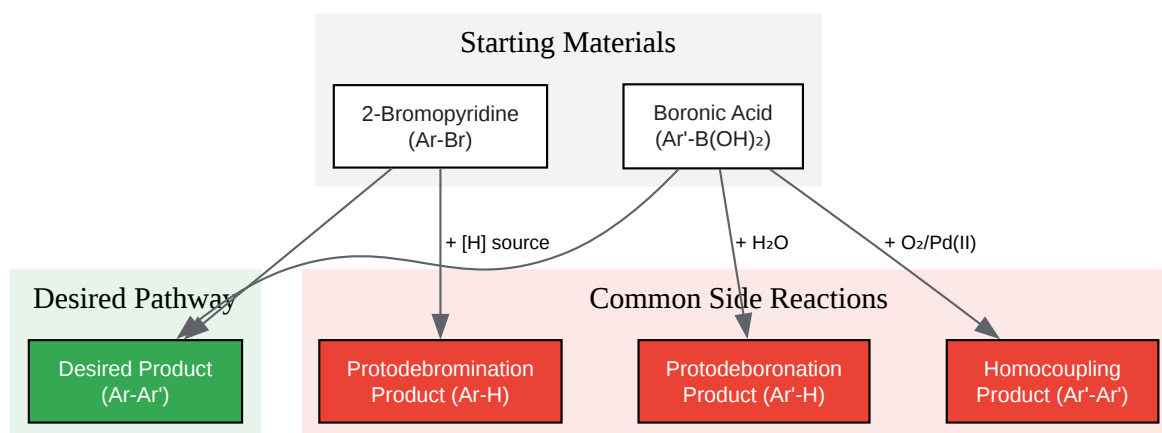 Starting Materials
2-Bromopyridine
(Ar-Br)
Boronic Acid
(Ar'-B(OH)₂)
+ [H] source
+ H₂O
+ O₂/Pd(II)
Desired Pathway
Common Side Reactions
Desired Product
(Ar-Ar')
Protodebromination
Product (Ar-H)
Protodeboronation
Product (Ar'-H)
Homocoupling
Product (Ar'-Ar')